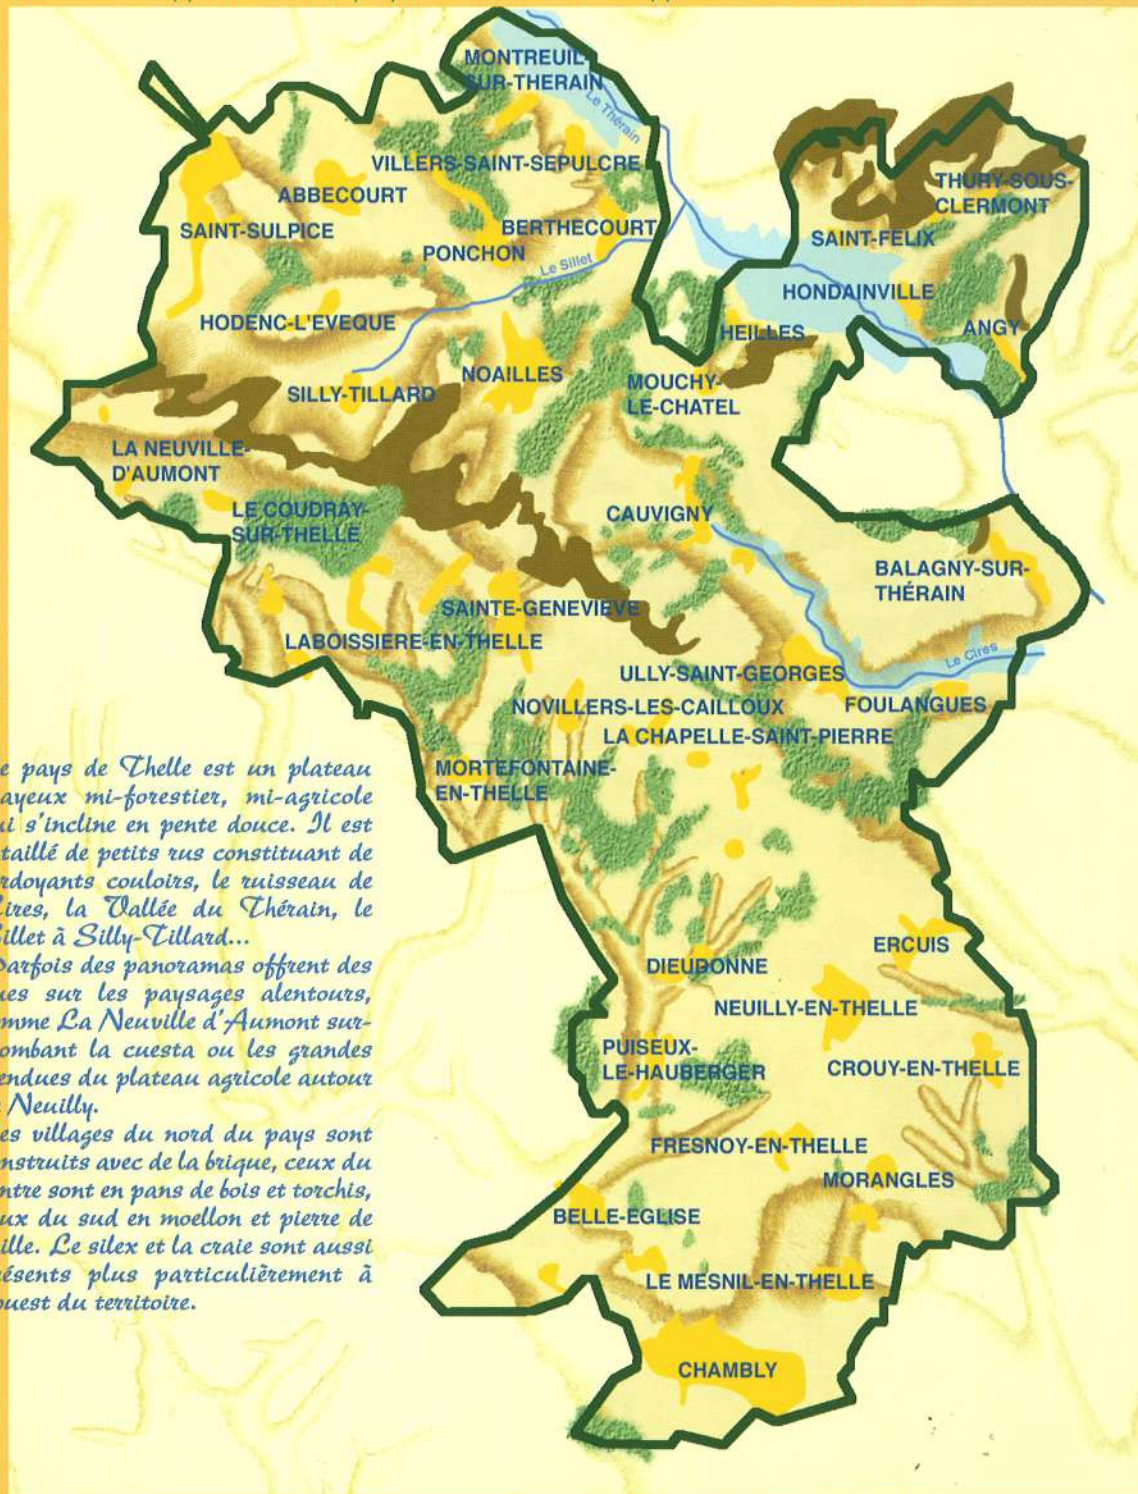 MONTREUIL-
SUR-THERAIN
Le Thérain
VILLERS-SAINT-SEPULCRE
ABBECOURT
THURY-SOUS-
CLERMONT
SAINT-SULPICE
BERTHECOURT
SAINT-FELIX
PONCHON
Le Sillet
HONDAINVILLE
HODENC-L'EVEQUE
HEILLES
ANGY
NOAILLES
SILLY-TILLARD
MOUCHY-
LE-CHATEL
LA NEUVILLE-
D'AUMONT
LE COUDRAY-
SUR-THELLE
CAUVIGNY
BALAGNY-SUR-
THÉRAIN
SAINTE-GENEVIEVE
LABOISSIERE-EN-THELLE
Le Cires
ULLY-SAINT-GEORGES
NOVILLERS-LES-CAILLOUX
FOULANGUES
LA CHAPELLE-SAINT-PIERRE
MORTEFONTAINE-
EN-THELLE
e pays de Thelle est un plateau
ayeux mi-forestier, mi-agricole
ui s'incline en pente douce. Il est
taillé de petits rus constituant de
rdoyants couloirs, le ruisseau de
ires, la Vallée du Thérain, le
illet à Silly-Tillard...
arfois des panoramas offrent des
ues sur les paysages alentours,
mme La Neuville d'Aumont sur-
ombant la cuesta ou les grandes
endues du plateau agricole autour
Neuilly.
es villages du nord du pays sont
nstruits avec de la brique, ceux du
ntre sont en pans de bois et torchis,
ux du sud en moellon et pierre de
ille. Le silex et la craie sont aussi
ésents plus particulièrement à
ouest du territoire.
ERCUIS
DIEUDONNE
NEUILLY-EN-THELLE
PUISEUX-
LE-HAUBERGER
CROUY-EN-THELLE
FRESNOY-EN-THELLE
MORANGLES
BELLE-EGLISE
LE MESNIL-EN-THELLE
CHAMBLY